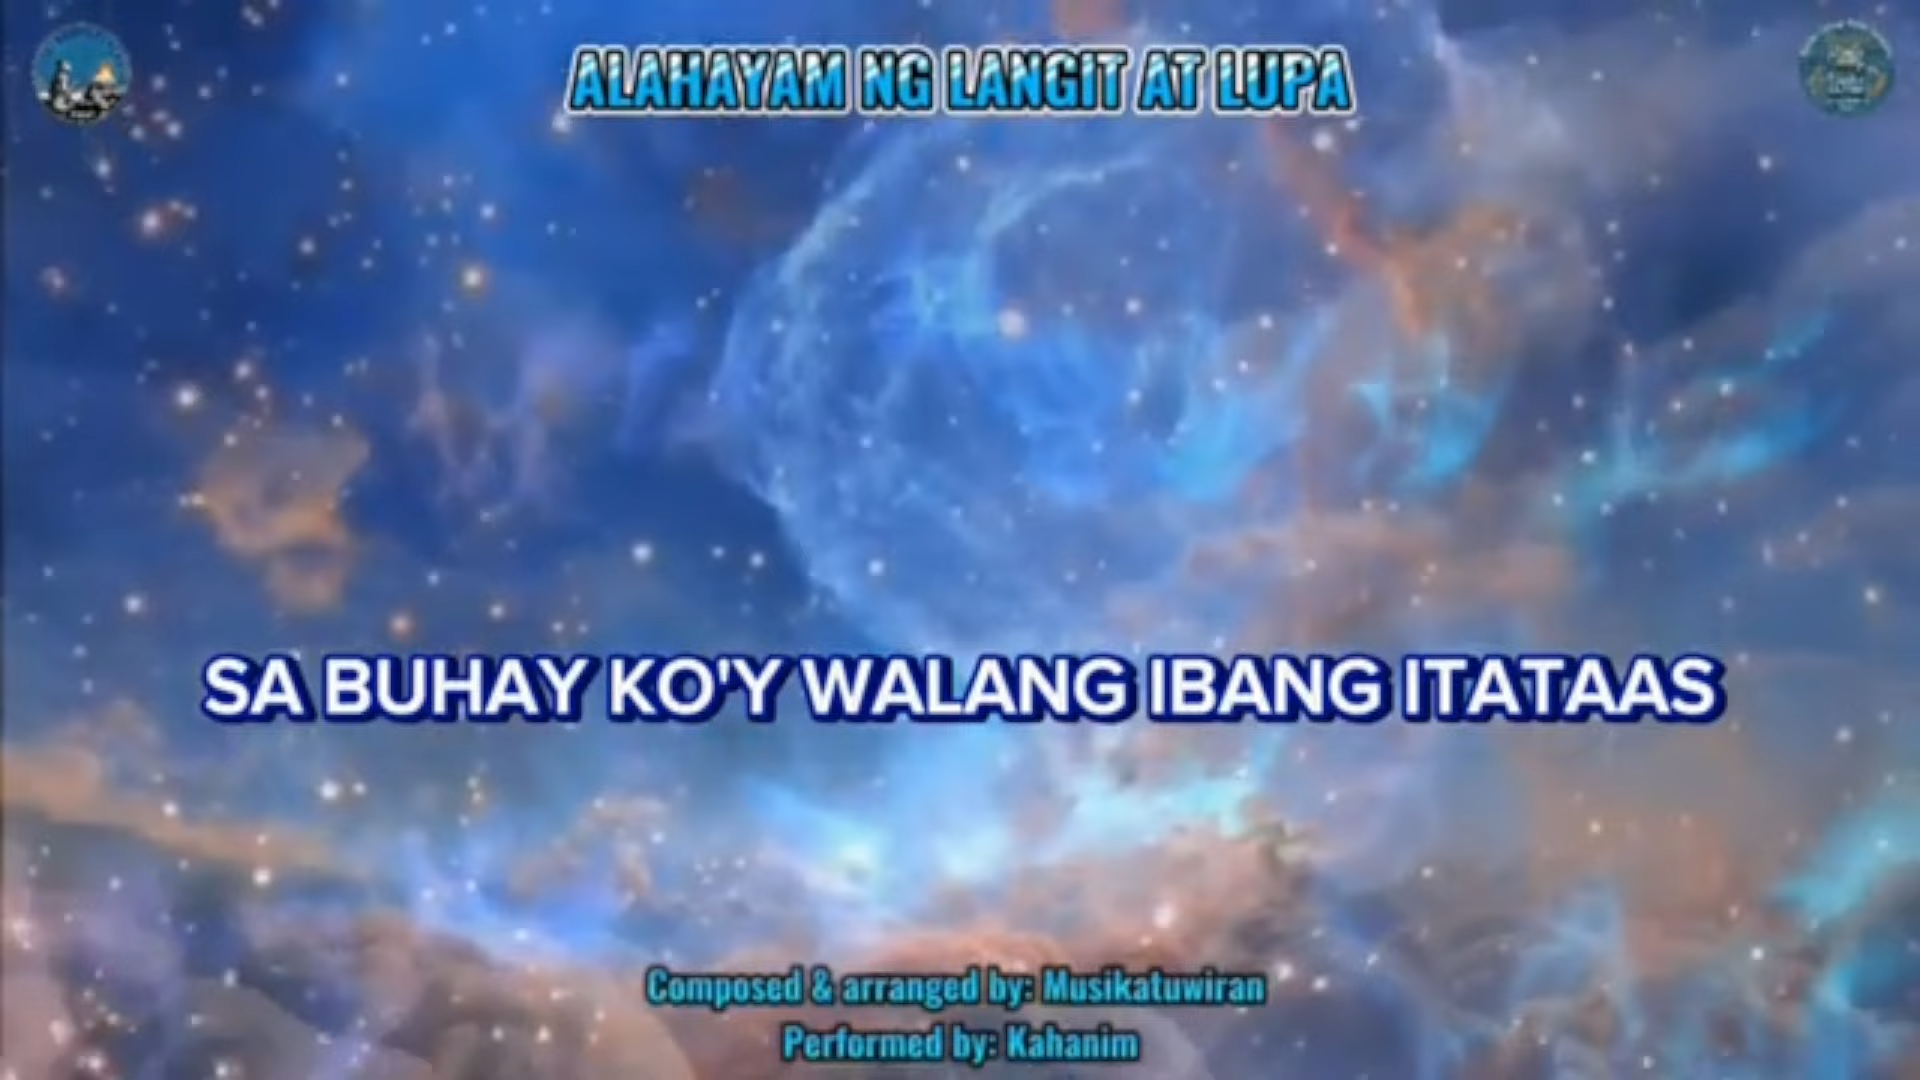 ALAHAYAM NG LANGIT AT LUPA
SA BUHAY KO'Y WALANG IBANG ITATAAS
Composed & arranged by: Musikatuwiran
Performed by: Kahanim